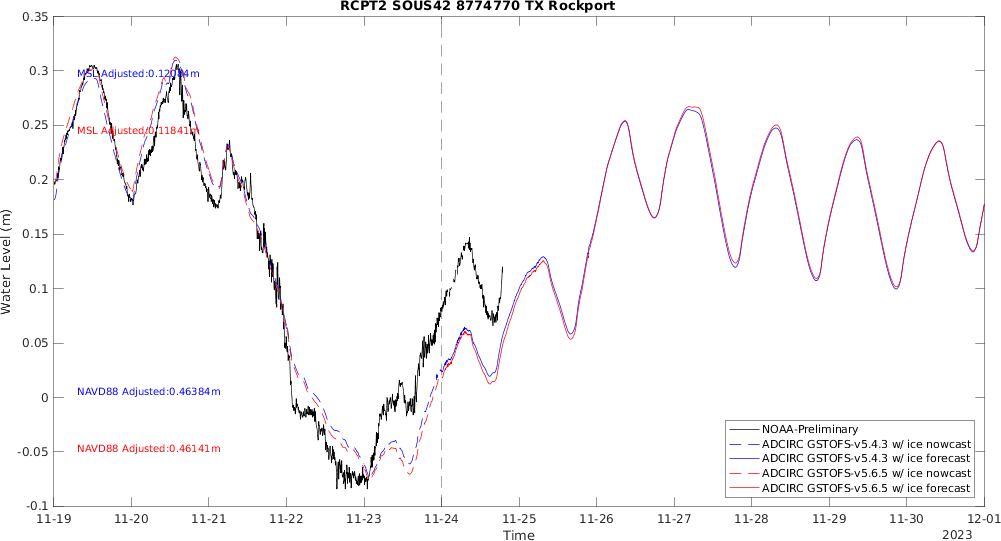 RCPT2 SOUS42 8774770 TX Rockport
Water Level (m)
0.35
0.3
0.25
0.2
0.15
0.1
0.05
0
-0.05
-0.1
MSL Adjusted:0.12084m
MSL Adjusted:0.11841m
NAVD88 Adjusted:0.46384m
NAVD88 Adjusted:0.46141m
NOAA-Preliminary
ADCIRC GSTOFS-v5.4.3 w/ ice nowcast
ADCIRC GSTOFS-v5.4.3 w/ ice forecast
ADCIRC GSTOFS-v5.6.5 w/ ice nowcast
ADCIRC GSTOFS-v5.6.5 w/ ice forecast
11-19 11-20 11-21 11-22 11-23 11-24 11-25 11-26 11-27 11-28 11-29 11-30 12-01
Time
2023